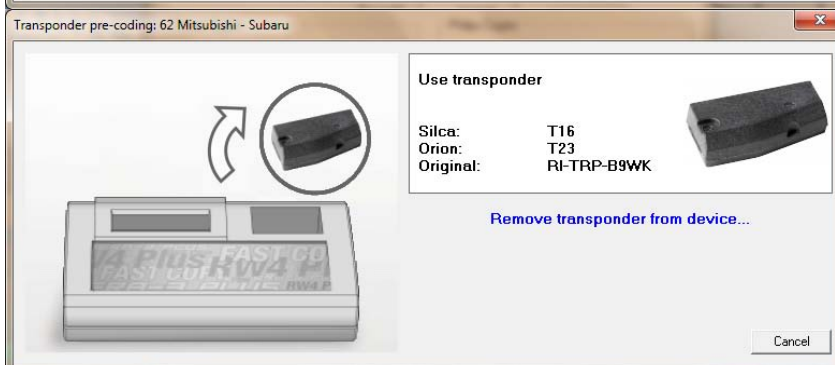 Transponder pre-coding: 62 Mitsubishi - Subaru
Use transponder
Silca: T16
Orion: T23
Original: RI-TRP-B9WK
Remove transponder from device...
Cancel